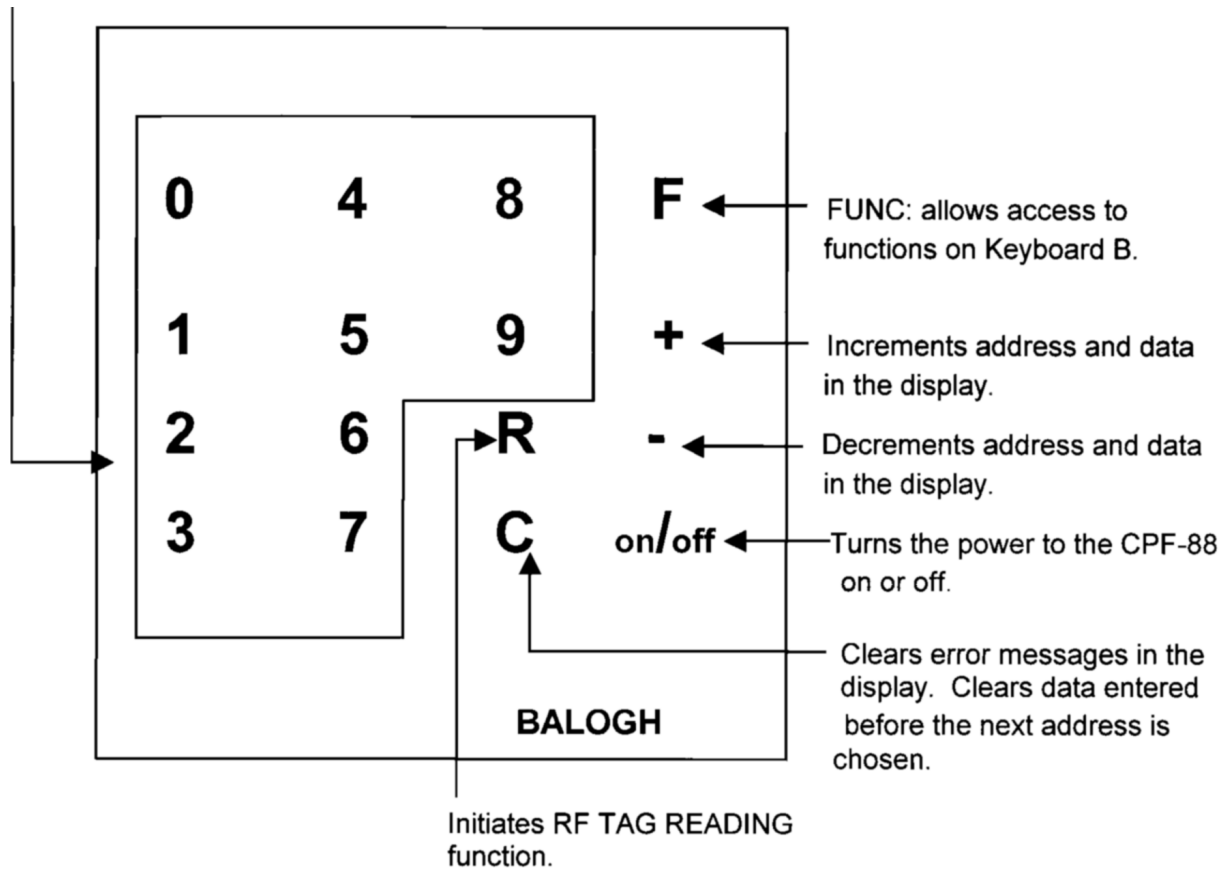 0 4 8 F
FUNC: allows access to
functions on Keyboard B.
1 5 9 +
Increments address and data
in the display.
2 6 R -
Decrements address and data
in the display.
3 7 C on/off
Turns the power to the CPF-88
on or off.
Clears error messages in the
display. Clears data entered
before the next address is
chosen.
BALOGH
Initiates RF TAG READING
function.